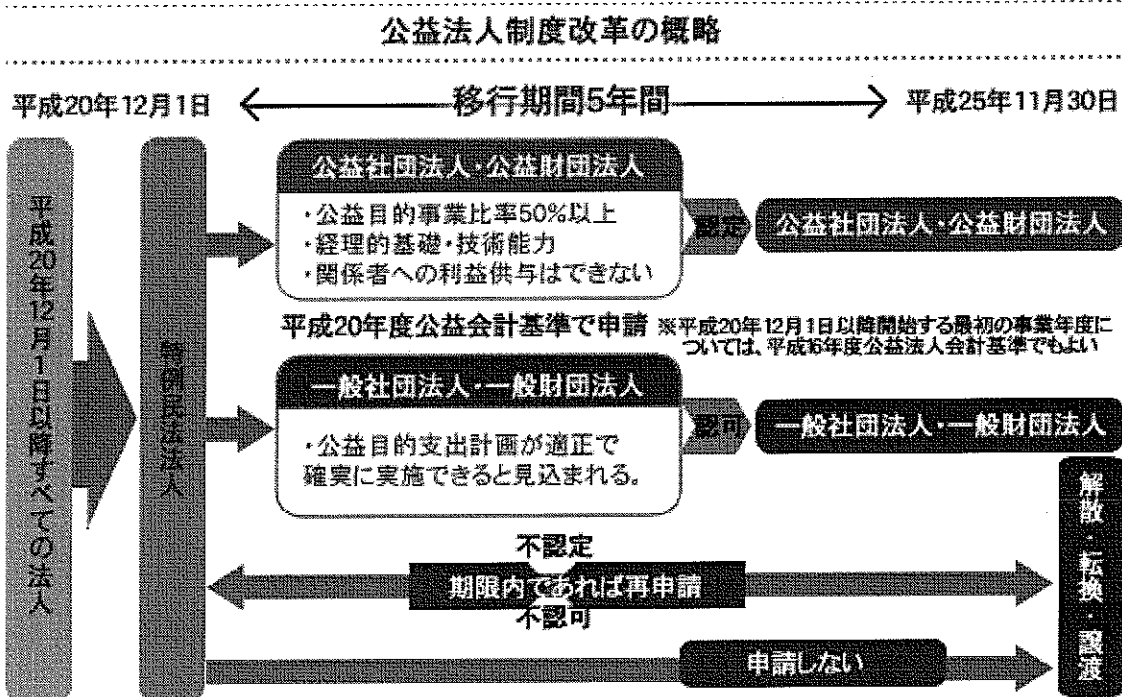 公益法人制度改革の概略
平成20年12月1日
移行期間5年間
平成25年11月30日
平成20年12月1日以降すべての法人
特例民法法人
公益社団法人・公益財団法人
・公益目的事業比率50%以上
・経理的基礎・技術能力
・関係者への利益供与はできない
認定
公益社団法人・公益財団法人
平成20年度公益会計基準で申請
※平成20年12月1日以降開始する最初の事業年度に
ついては、平成16年度公益法人会計基準でもよい
一般社団法人・一般財団法人
・公益目的支出計画が適正で
確実に実施できると見込まれる。
認可
一般社団法人・一般財団法人
不認定
期限内であれば再申請
不認可
申請しない
解散・転換・譲渡